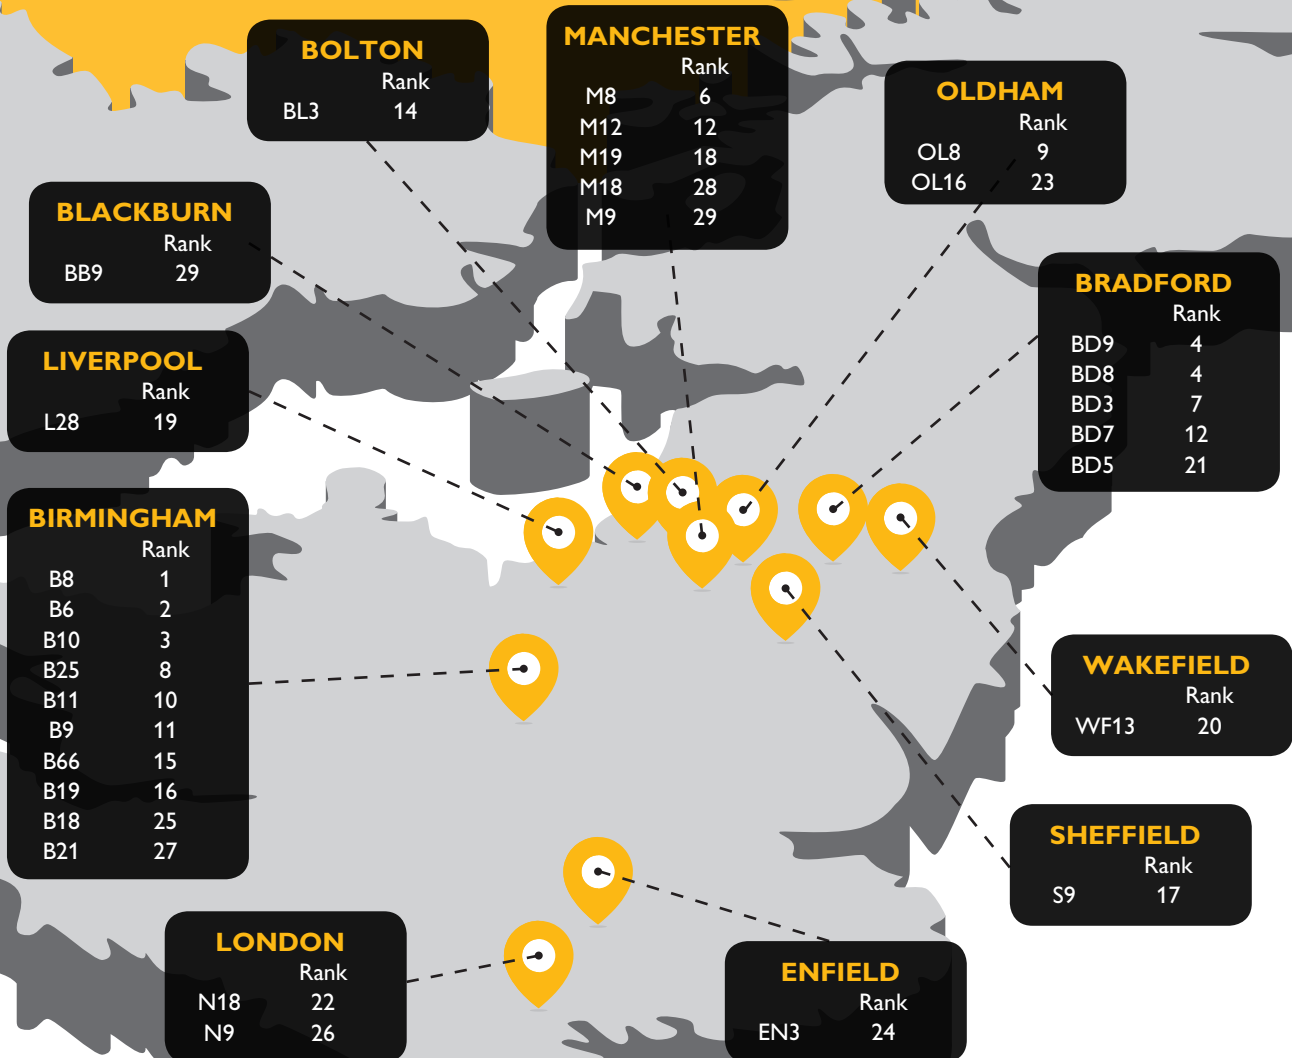 BOLTON
Rank
BL3 14
MANCHESTER
Rank
M8 6
M12 12
M19 18
M18 28
M9 29
OLDHAM
Rank
OL8 9
OL16 23
BLACKBURN
Rank
BB9 29
BRADFORD
Rank
BD9 4
BD8 4
BD3 7
BD7 12
BD5 21
LIVERPOOL
Rank
L28 19
BIRMINGHAM
Rank
B8 1
B6 2
B10 3
B25 8
B11 10
B9 11
B66 15
B19 16
B18 25
B21 27
WAKEFIELD
Rank
WF13 20
SHEFFIELD
Rank
S9 17
LONDON
Rank
N18 22
N9 26
ENFIELD
Rank
EN3 24